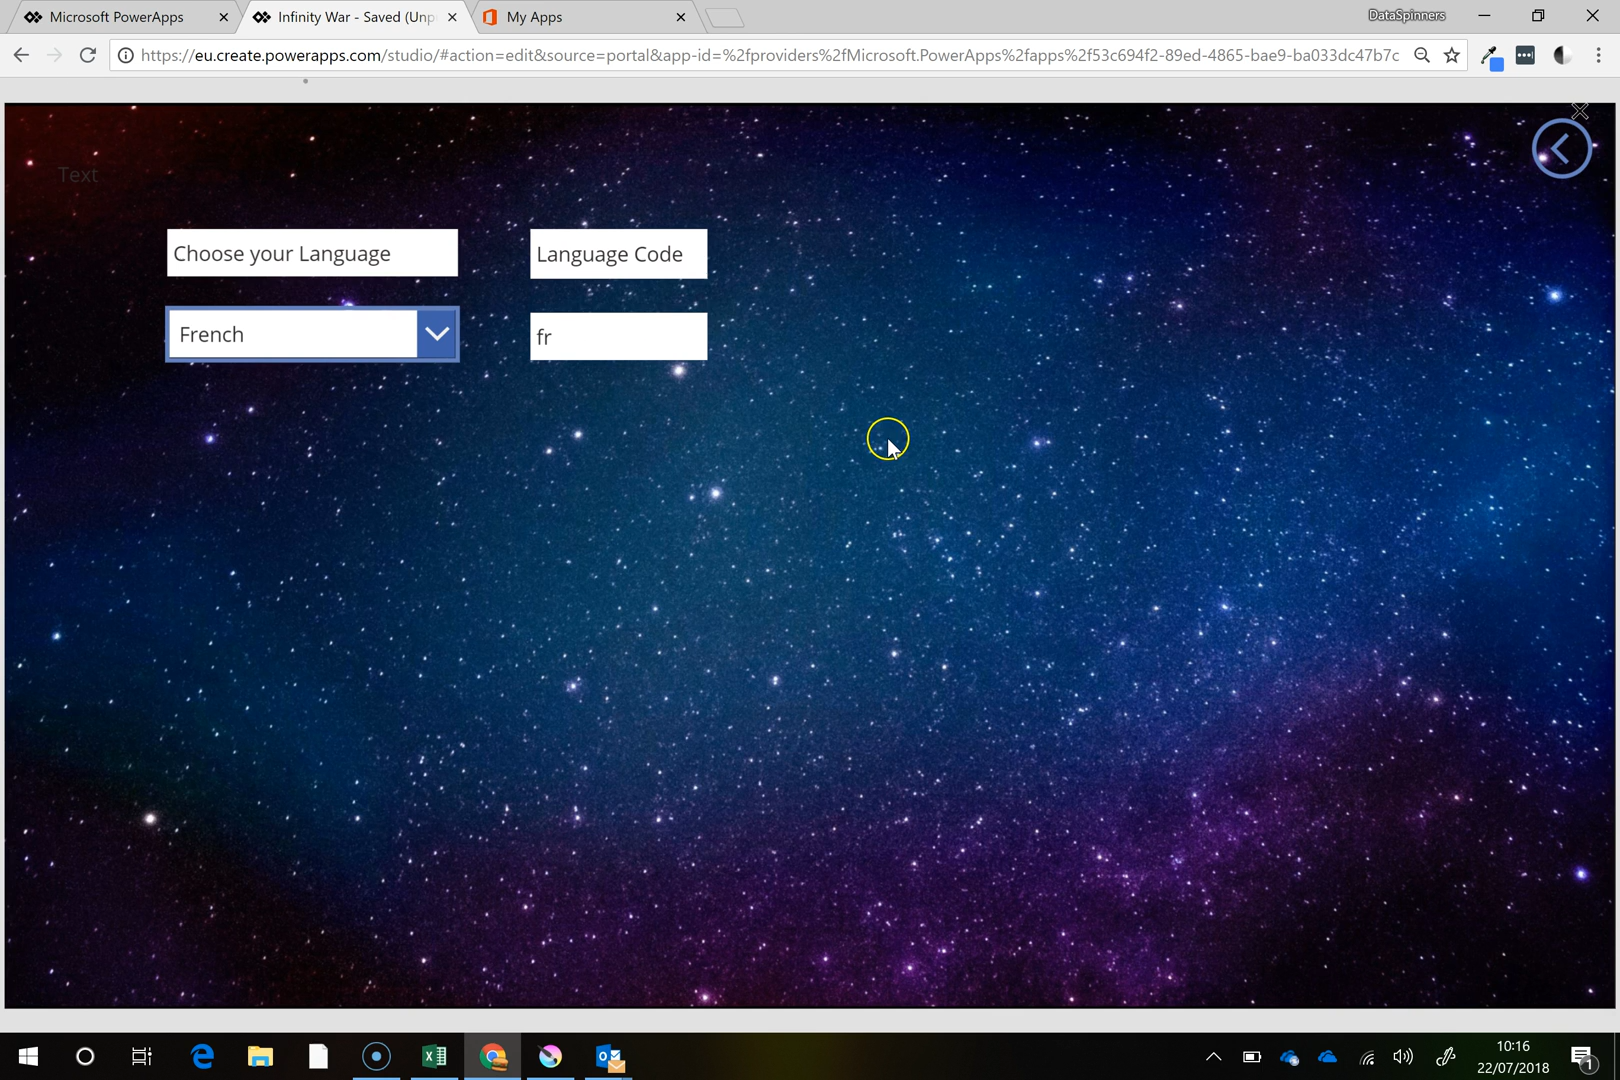 Microsoft PowerApps
Infinity War - Saved (Unp
My Apps
DataSpinners
https://eu.create.powerapps.com/studio/#action=edit&source=portal&app-id=%2fproviders%2fMicrosoft.PowerApps%2fapps%2f53c694f2-89ed-4865-bae9-ba033dc47b7c
Text
Choose your Language
Language Code
French
fr
10:16
22/07/2018
1